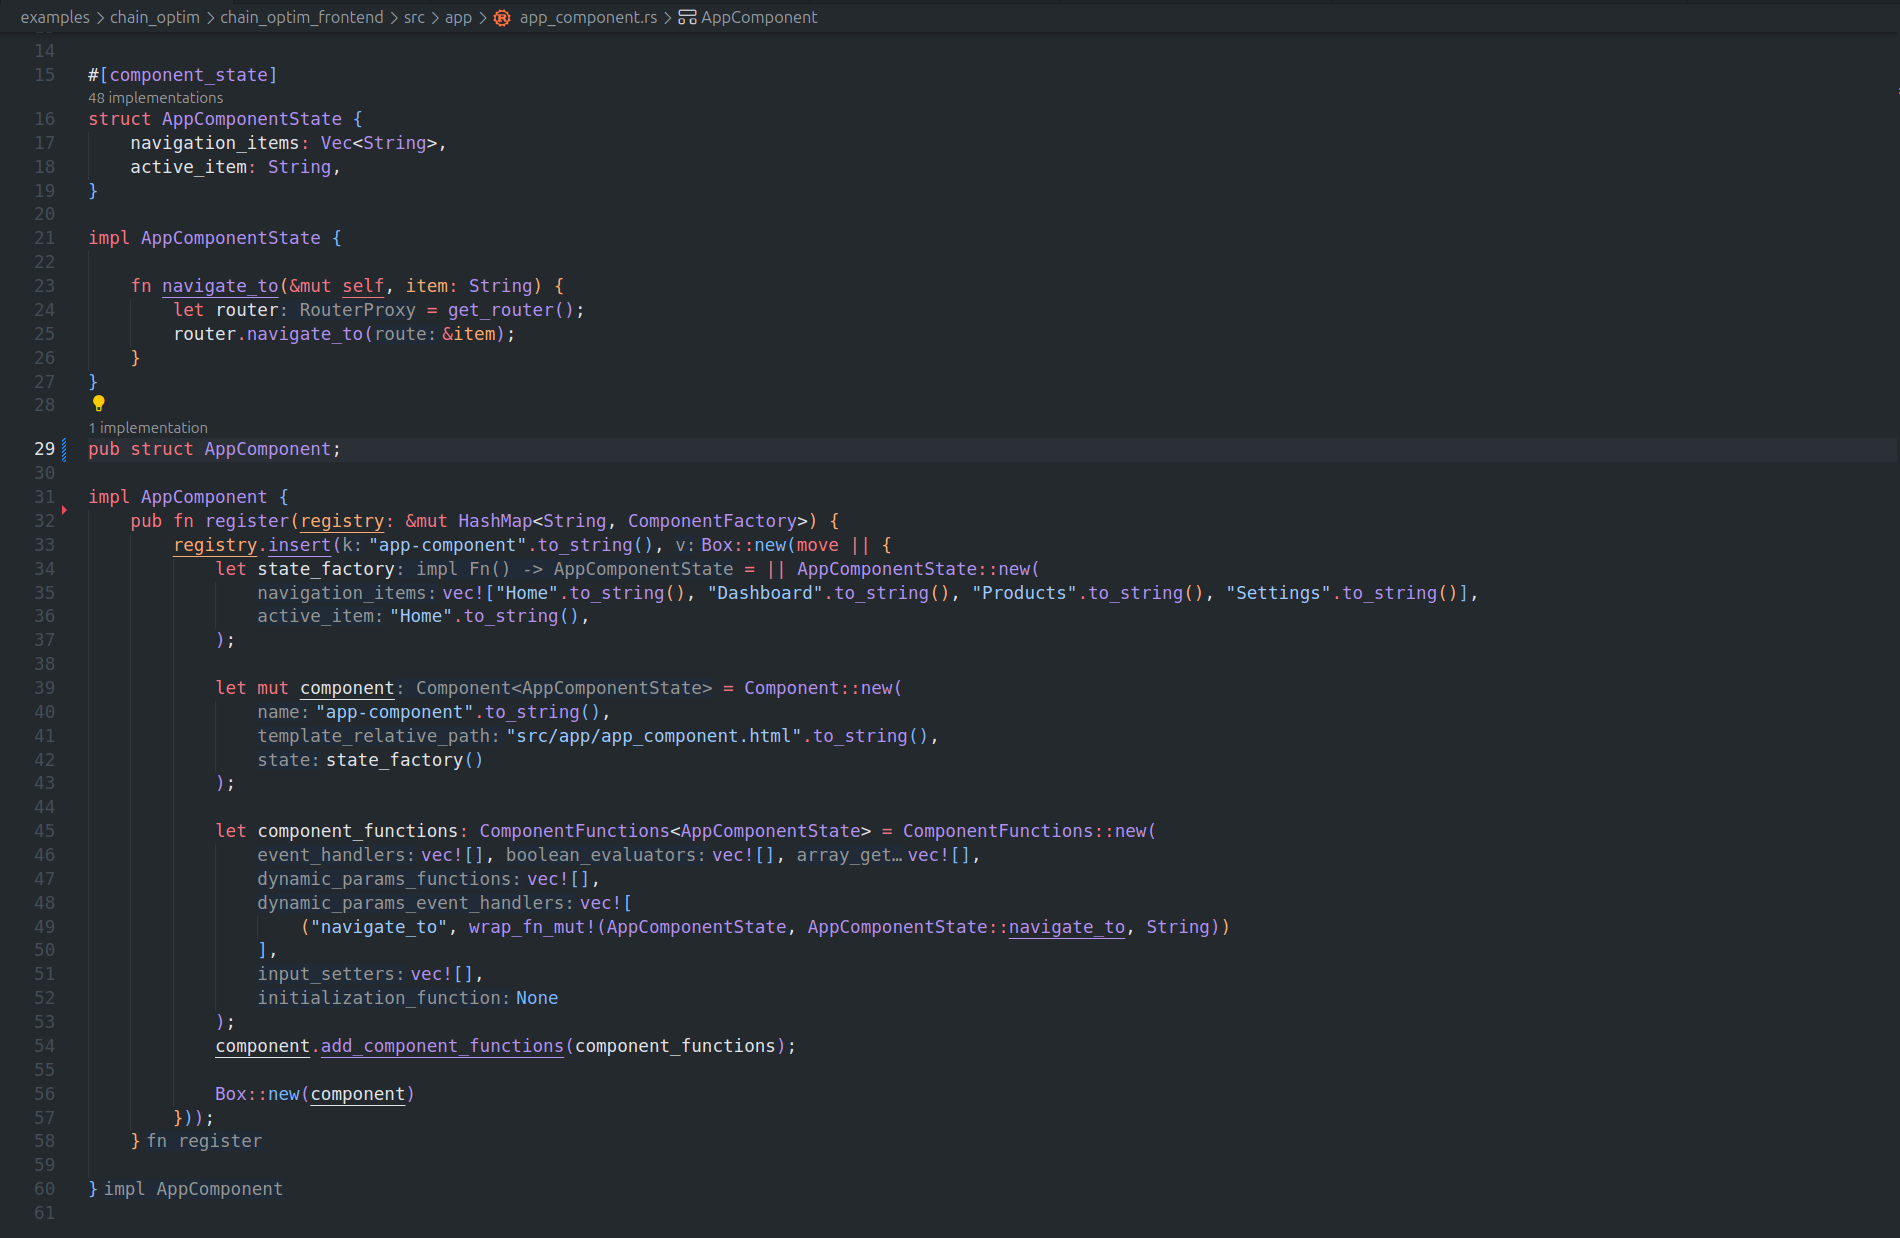 examples > chain_optim > chain_optim_frontend > src > app > app_component.rs > AppComponent
14
15 #[component_state]
48 implementations
16 struct AppComponentState {
17     navigation_items: Vec<String>,
18     active_item: String,
19 }
20
21 impl AppComponentState {
22
23     fn navigate_to(&mut self, item: String) {
24         let router: RouterProxy = get_router();
25         router.navigate_to(route: &item);
26     }
27 }
28
1 implementation
29 pub struct AppComponent;
30
31 impl AppComponent {
32     pub fn register(registry: &mut HashMap<String, ComponentFactory>) {
33         registry.insert(k: "app-component".to_string(), v: Box::new(move || {
34             let state_factory: impl Fn() -> AppComponentState = || AppComponentState::new(
35                 navigation_items: vec!["Home".to_string(), "Dashboard".to_string(), "Products".to_string(), "Settings".to_string()],
36                 active_item: "Home".to_string(),
37             );
38
39             let mut component: Component<AppComponentState> = Component::new(
40                 name: "app-component".to_string(),
41                 template_relative_path: "src/app/app_component.html".to_string(),
42                 state: state_factory()
43             );
44
45             let component_functions: ComponentFunctions<AppComponentState> = ComponentFunctions::new(
46                 event_handlers: vec![], boolean_evaluators: vec![], array_get… vec![],
47                 dynamic_params_functions: vec![],
48                 dynamic_params_event_handlers: vec![
49                     ("navigate_to", wrap_fn_mut!(AppComponentState, AppComponentState::navigate_to, String))
50                 ],
51                 input_setters: vec![],
52                 initialization_function: None
53             );
54             component.add_component_functions(component_functions);
55
56             Box::new(component)
57         }));
58     } fn register
59
60 } impl AppComponent
61